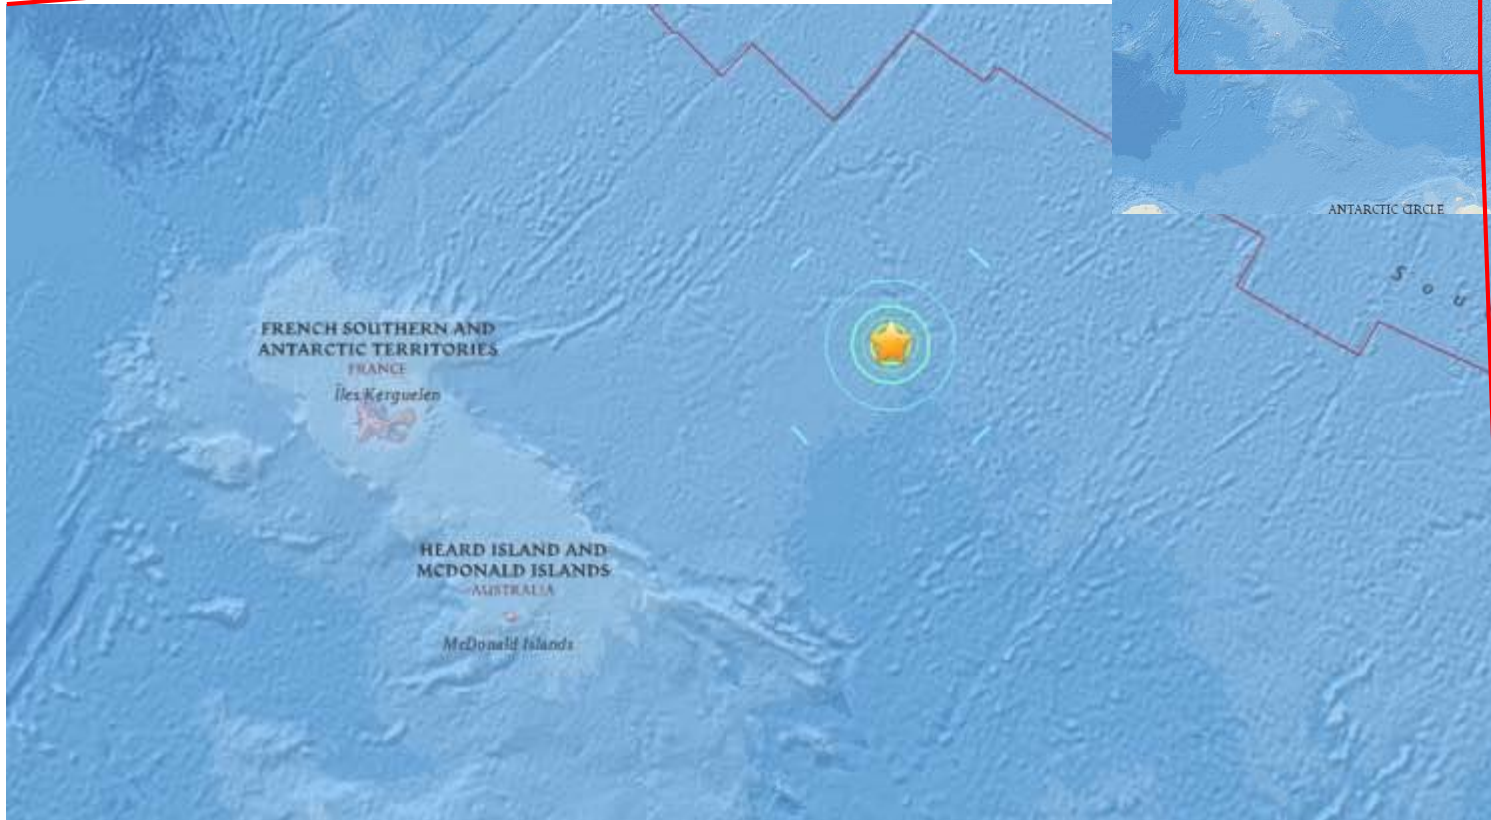 ANTARCTIC CIRCLE
S o u
FRENCH SOUTHERN AND
ANTARCTIC TERRITORIES
FRANCE
Îles Kerguelen
HEARD ISLAND AND
MCDONALD ISLANDS
AUSTRALIA
McDonald Islands